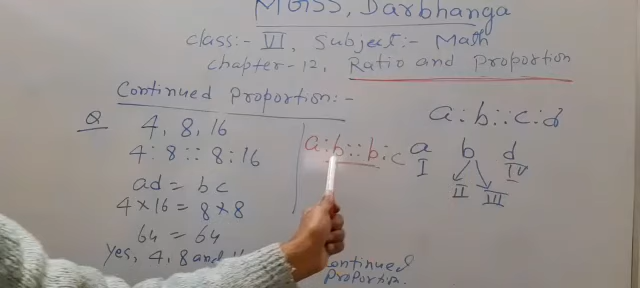 MGISS, Darbhanga
class:- VI, Subject:- Math
chapter-12, Ratio and Proportion
Continued Proportion:-
Q 4, 8, 16
4 : 8 :: 8 : 16
ad = bc
4 × 16 = 8 × 8
64 = 64
Yes, 4, 8 and
a : b :: b : c
a : b :: c : d
a b d
I II III IV
Continued
Proportion.